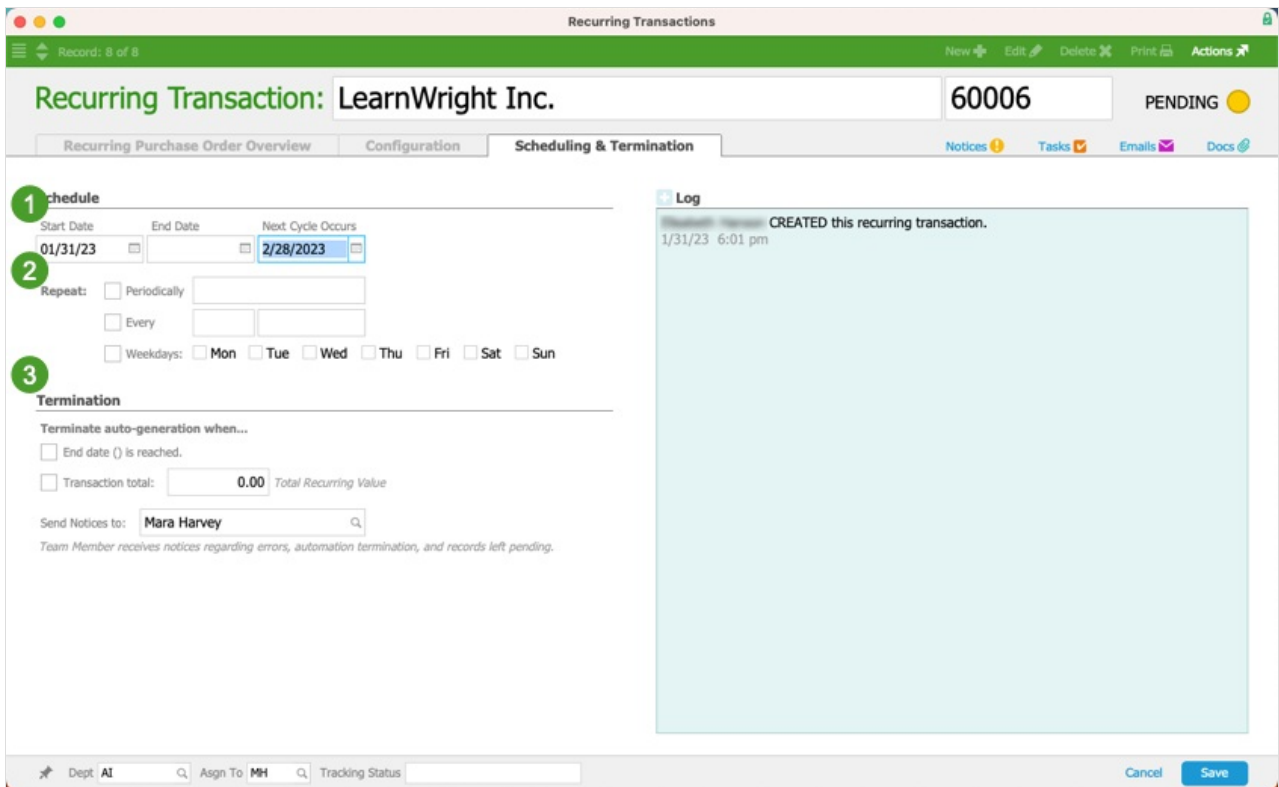 Recurring Transactions
Record: 8 of 8
New Edit Delete Print Actions
Recurring Transaction: LearnWright Inc. 60006 PENDING
Recurring Purchase Order Overview Configuration Scheduling & Termination Notices Tasks Emails Docs
1 chedule
Start Date End Date Next Cycle Occurs
01/31/23 2/28/2023
2
Repeat: Periodically
Every
Weekdays: Mon Tue Wed Thu Fri Sat Sun
3
Termination
Terminate auto-generation when...
End date () is reached.
Transaction total: 0.00 Total Recurring Value
Send Notices to: Mara Harvey
Team Member receives notices regarding errors, automation termination, and records left pending.
Log
CREATED this recurring transaction.
1/31/23 6:01 pm
Dept AI Asgn To MH Tracking Status Cancel Save